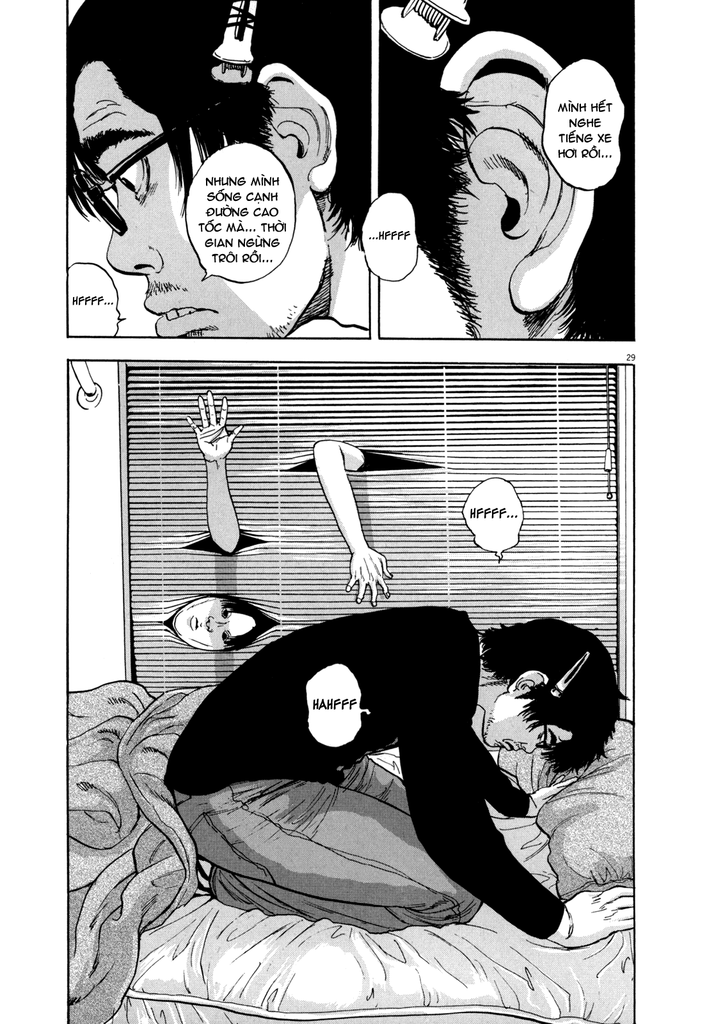 MÌNH HẾT
NGHE
TIẾNG XE
HƠI RỒI...
...HFFFF
NHƯNG MÌNH
SỐNG CẠNH
ĐƯỜNG CAO
TỐC MÀ... THỜI
GIAN NGỪNG
TRÔI RỒI...
HFFFF...
29
HFFFF...
HAHFFF